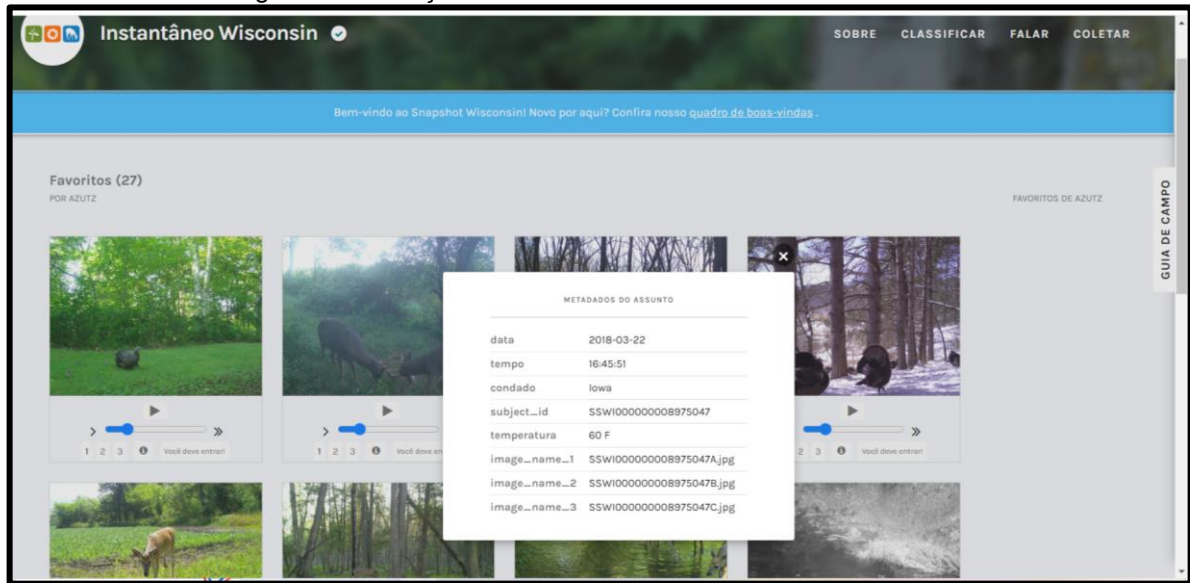 Instantâneo Wisconsin
SOBRE CLASSIFICAR FALAR COLETAR
Bem-vindo ao Snapshot Wisconsin! Novo por aqui? Confira nosso quadro de boas-vindas .
Favoritos (27)
POR AZUTZ
FAVORITOS DE AZUTZ
GUIA DE CAMPO
METADADOS DO ASSUNTO
data 2018-03-22
tempo 16:45:51
condado Iowa
subject_id SSWI000000008975047
temperatura 60 F
image_name_1 SSWI000000008975047A.jpg
image_name_2 SSWI000000008975047B.jpg
image_name_3 SSWI000000008975047C.jpg
1 2 3 Você deve entrar!
1 2 3 Você deve en
2 3 Você deve entrar!